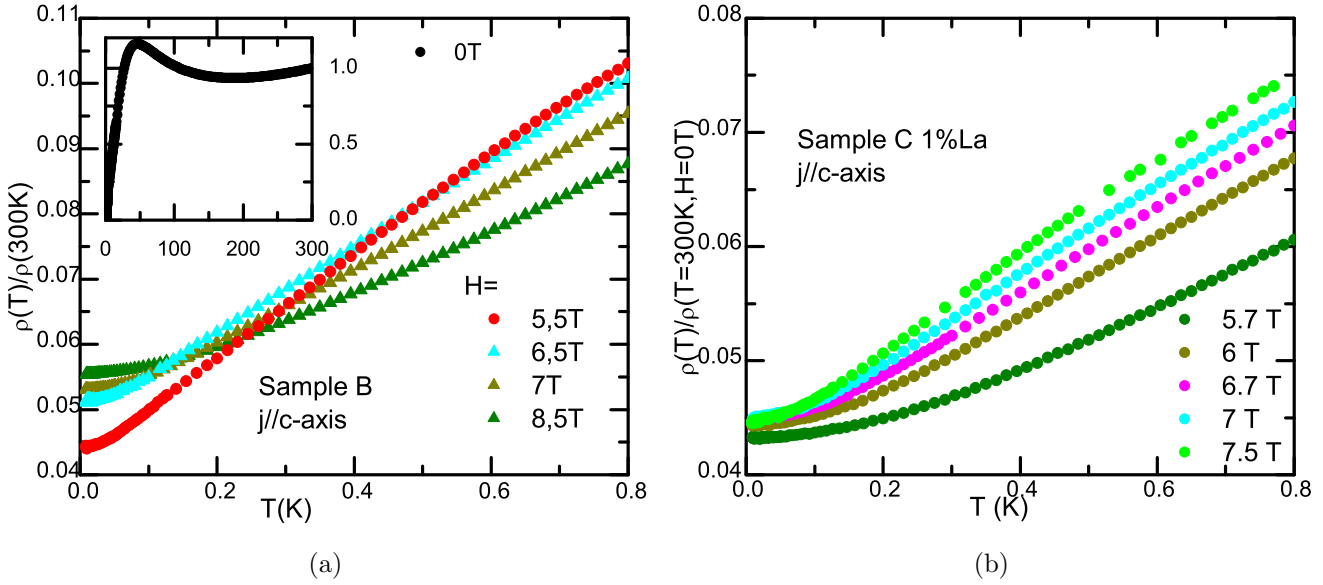 0.11
0.10
0.09
0.08
0.07
0.06
0.05
0.04
ρ(T)/ρ(300K)
1.0
0.5
0.0
0 100 200 300
0T
H=
5,5T
6,5T
7T
8,5T
Sample B
j//c-axis
0.0 0.2 0.4 0.6 0.8
T(K)
(a)
0.08
0.07
0.06
0.05
0.04
ρ(T)/ρ(T=300K,H=0T)
Sample C 1%La
j//c-axis
5.7 T
6 T
6.7 T
7 T
7.5 T
0.0 0.2 0.4 0.6 0.8
T (K)
(b)